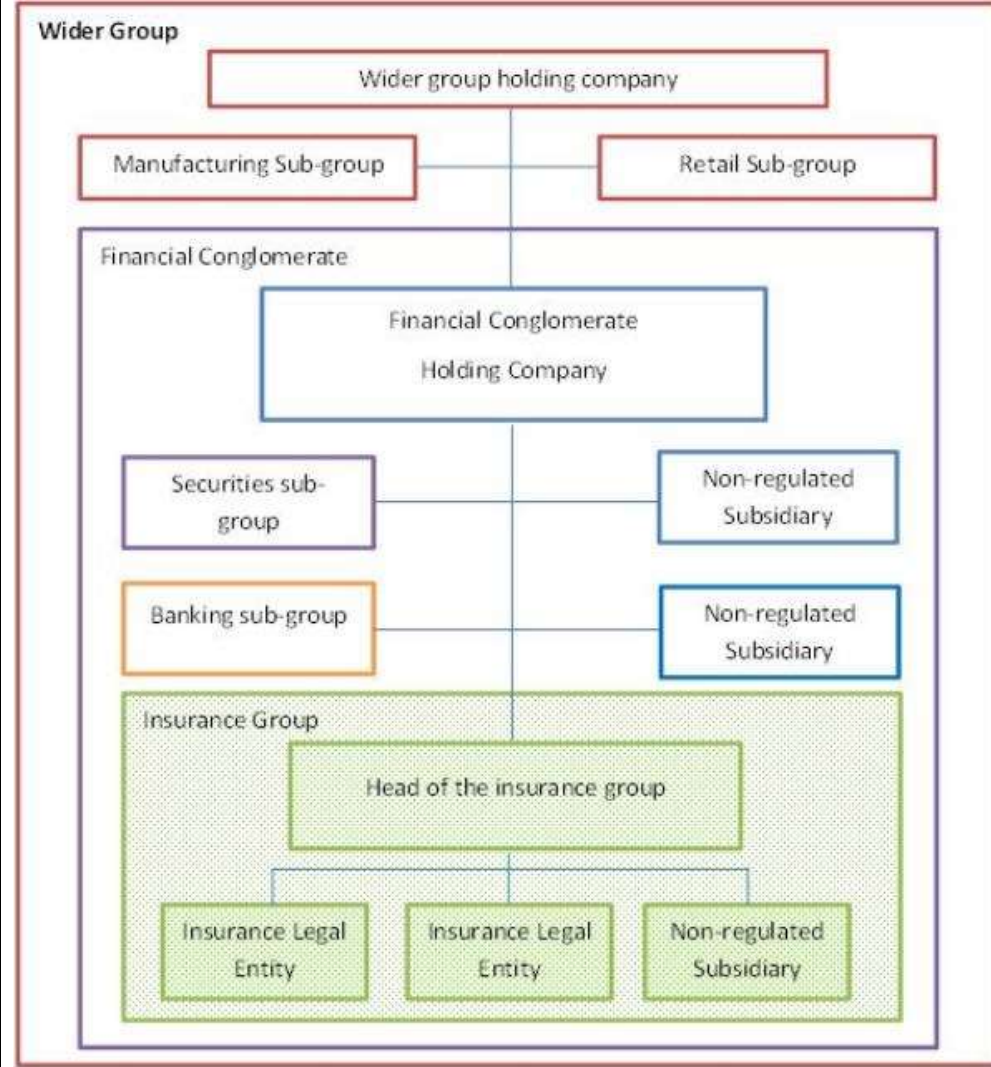 Wider Group
Wider group holding company
Manufacturing Sub-group
Retail Sub-group
Financial Conglomerate
Financial Conglomerate
Holding Company
Securities sub-
group
Non-regulated
Subsidiary
Banking sub-group
Non-regulated
Subsidiary
Insurance Group
Head of the insurance group
Insurance Legal
Entity
Insurance Legal
Entity
Non-regulated
Subsidiary